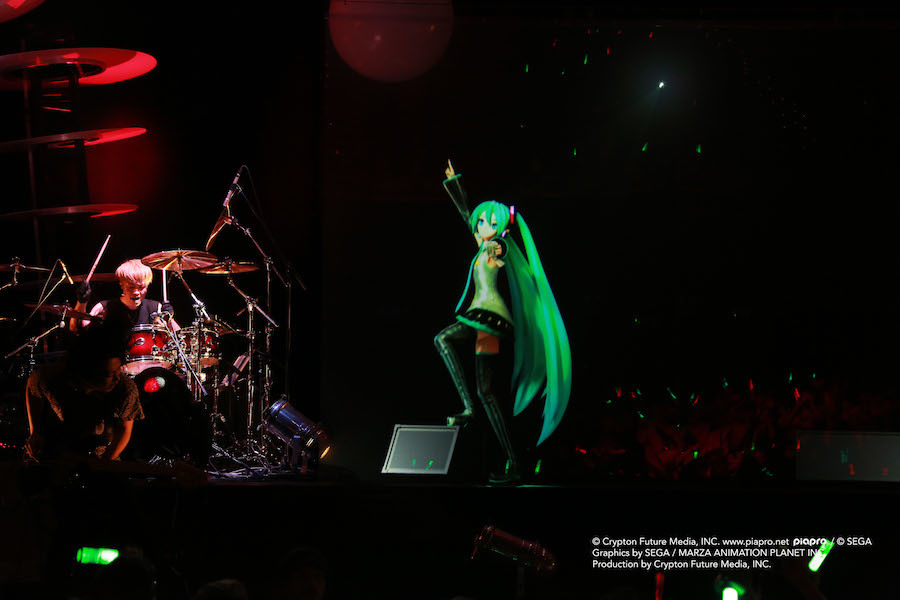 © Crypton Future Media, INC. www.piapro.net piapro / © SEGA
Graphics by SEGA / MARZA ANIMATION PLANET INC.
Production by Crypton Future Media, INC.